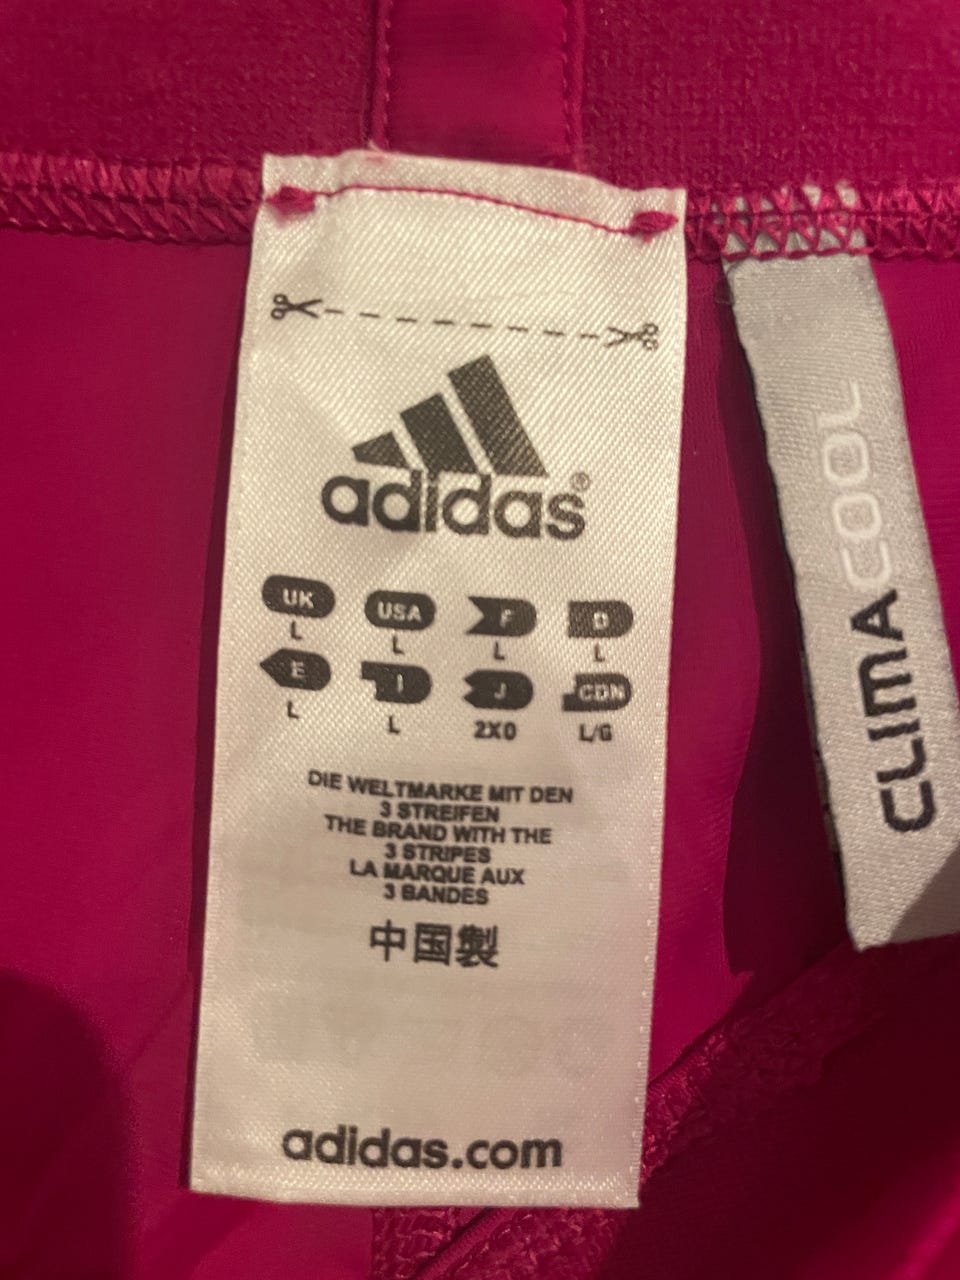 adidas®
UK USA F D
L L L L
E I J CDN
L L 2XO L/G
DIE WELTMARKE MIT DEN
3 STREIFEN
THE BRAND WITH THE
3 STRIPES
LA MARQUE AUX
3 BANDES
中国製
adidas.com
CLIMACOOL